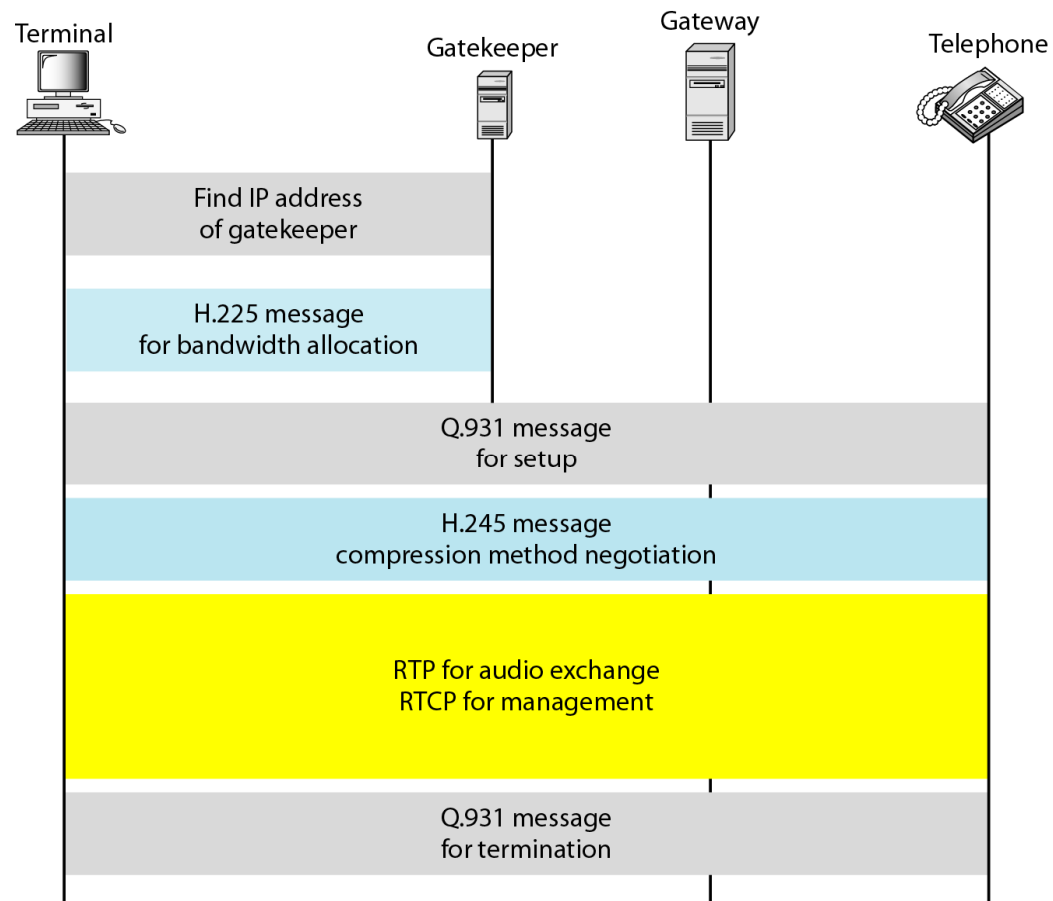 Terminal
Gatekeeper
Gateway
Telephone
Find IP address
of gatekeeper
H.225 message
for bandwidth allocation
Q.931 message
for setup
H.245 message
compression method negotiation
RTP for audio exchange
RTCP for management
Q.931 message
for termination